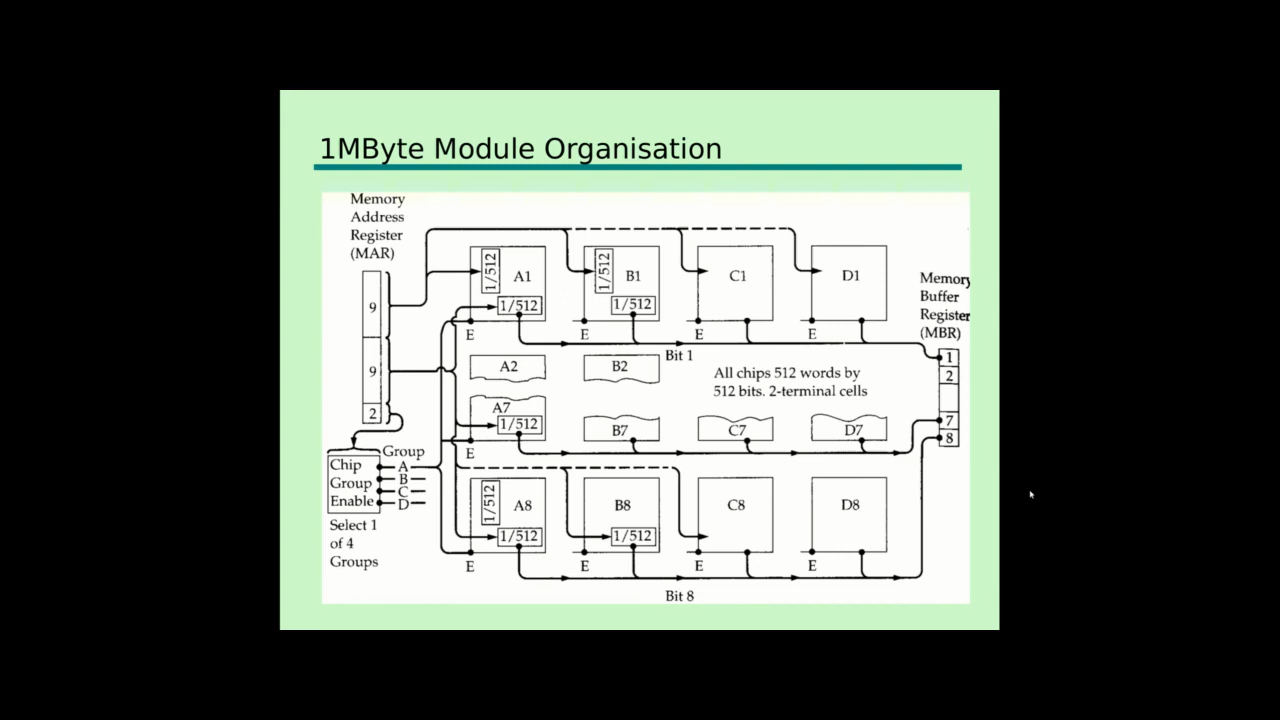 1MByte Module Organisation
Memory
Address
Register
(MAR)
9
9
2
1/512
A1
1/512
E
1/512
B1
1/512
E
C1
E
D1
E
Bit 1
Memory
Buffer
Register
(MBR)
1
2
7
8
A2
B2
All chips 512 words by
512 bits. 2-terminal cells
A7
1/512
E
B7
C7
D7
Chip
Group
Enable
Group
A
B
C
D
Select 1
of 4
Groups
1/512
A8
1/512
E
B8
1/512
E
C8
E
D8
E
Bit 8